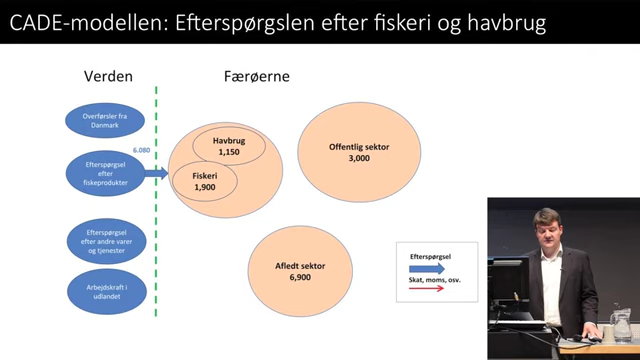 CADE-modellen: Efterspørgslen efter fiskeri og havbrug
Verden
Færøerne
Overførsler fra
Danmark
6.080
Efterspørgsel
efter
fiskeprodukter
Efterspørgsel
efter andre varer
og tjenester
Arbejdskraft i
udlandet
Havbrug
1,150
Fiskeri
1,900
Offentlig sektor
3,000
Afledt sektor
6,900
Efterspørgsel
Skat, moms, osv.